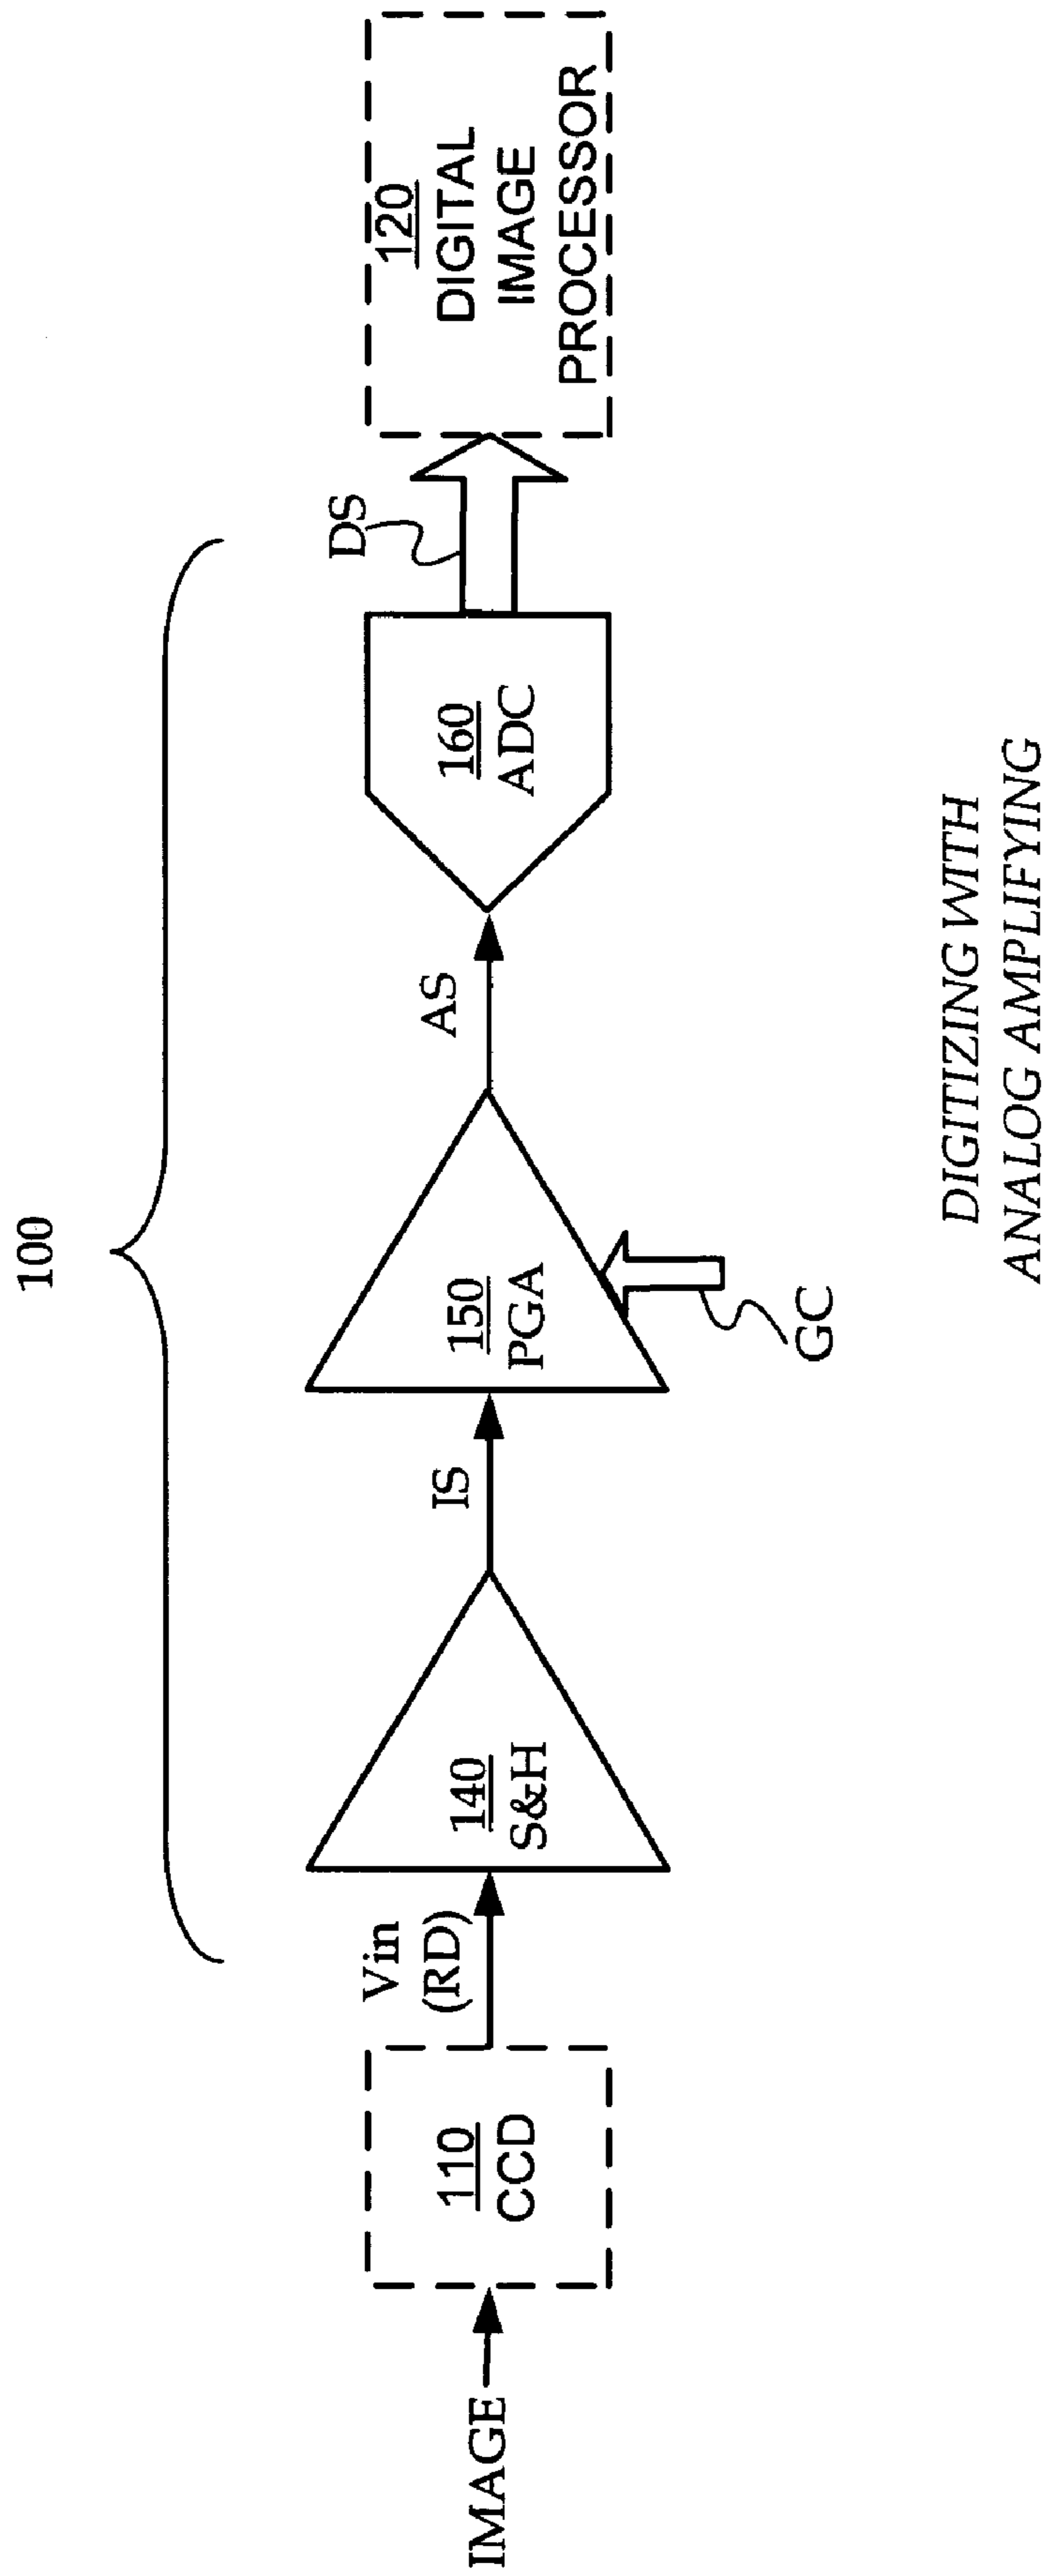 100
IMAGE
110
CCD
Vin
(RD)
140
S&H
IS
150
PGA
GC
AS
160
ADC
DS
120
DIGITAL
IMAGE
PROCESSOR
DIGITIZING WITH
ANALOG AMPLIFYING